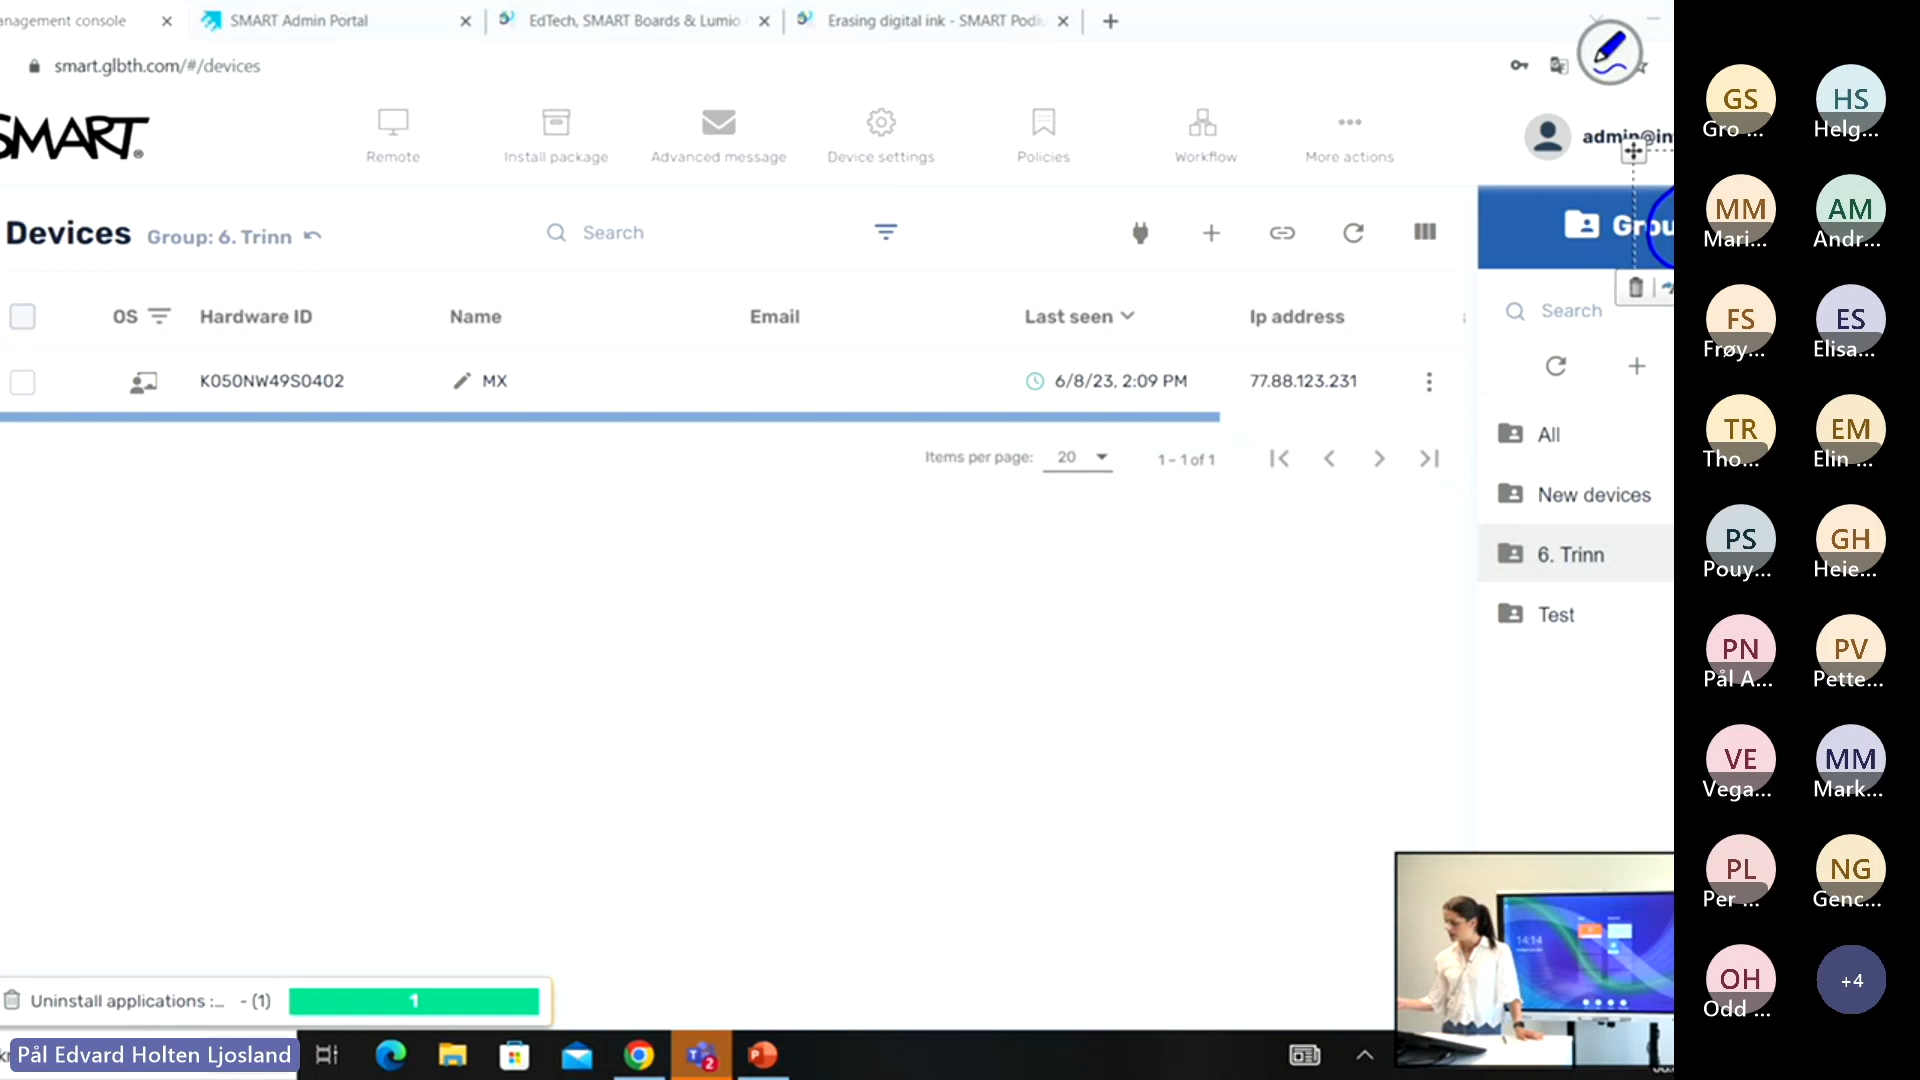 anagement console
SMART Admin Portal
EdTech, SMART Boards & Lumio
Erasing digital ink - SMART Podiu
smart.glbth.com/#/devices
SMART
Remote
Install package
Advanced message
Device settings
Policies
Workflow
More actions
admin@in
Devices
Group: 6. Trinn
Search
Grou
OS
Hardware ID
Name
Email
Last seen
Ip address
Search
K050NW49S0402
MX
6/8/23, 2:09 PM
77.88.123.231
Items per page: 20
1 – 1 of 1
All
New devices
6. Trinn
Test
14:14
Uninstall applications :... - (1)
1
Pål Edvard Holten Ljosland
2
GS
Gro ...
HS
Helg...
MM
Mari...
AM
Andr...
FS
Frøy...
ES
Elisa...
TR
Tho...
EM
Elin ...
PS
Pouy...
GH
Heie...
PN
Pål A...
PV
Pette...
VE
Vega...
MM
Mark...
PL
Per ...
NG
Genc...
OH
Odd ...
+4